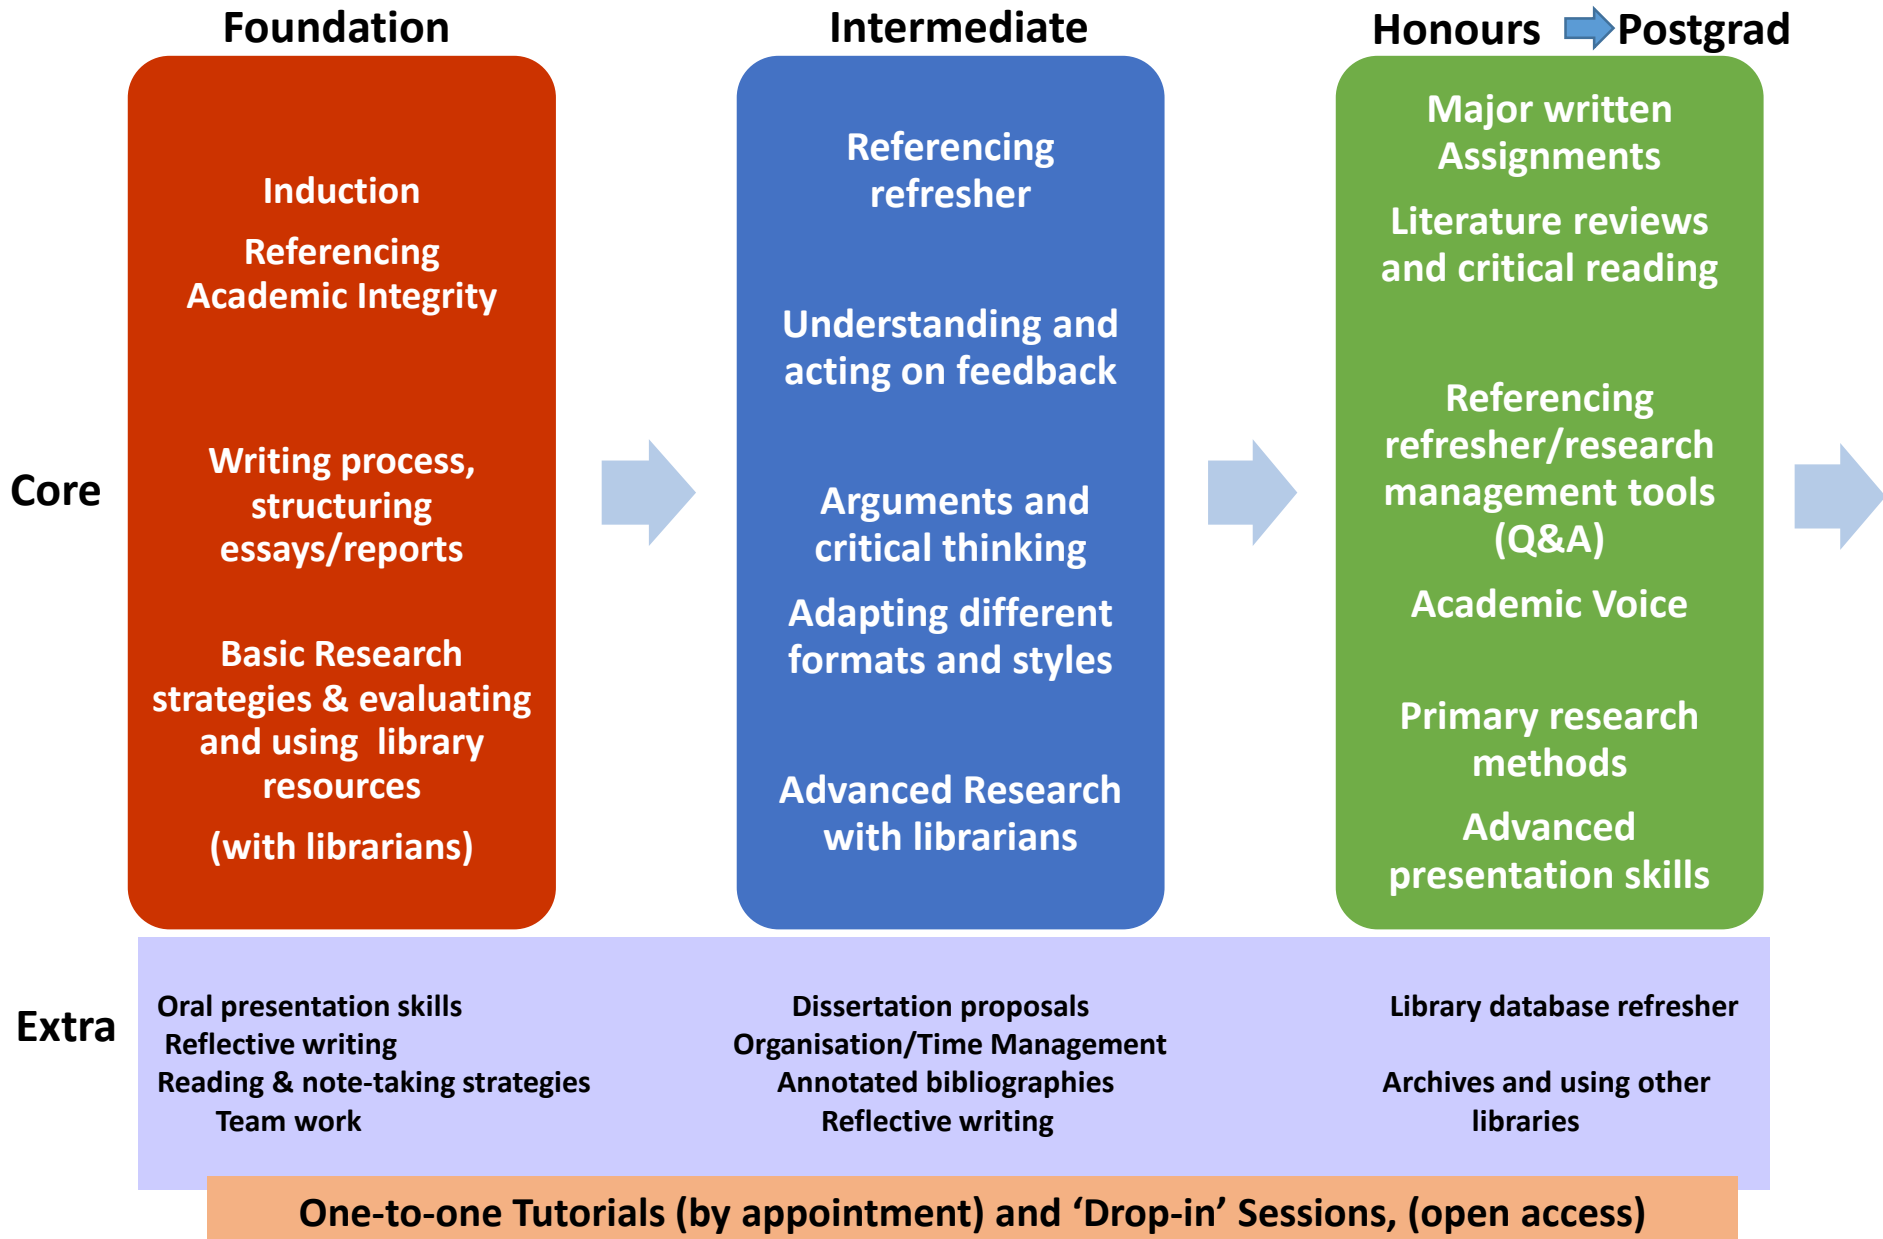 Foundation
Intermediate
Honours Postgrad
Core
Induction
Referencing
Academic Integrity
Writing process,
structuring
essays/reports
Basic Research
strategies & evaluating
and using library
resources
(with librarians)
Referencing
refresher
Understanding and
acting on feedback
Arguments and
critical thinking
Adapting different
formats and styles
Advanced Research
with librarians
Major written
Assignments
Literature reviews
and critical reading
Referencing
refresher/research
management tools
(Q&A)
Academic Voice
Primary research
methods
Advanced
presentation skills
Extra
Oral presentation skills
Reflective writing
Reading & note-taking strategies
Team work
Dissertation proposals
Organisation/Time Management
Annotated bibliographies
Reflective writing
Library database refresher
Archives and using other
libraries
One-to-one Tutorials (by appointment) and ‘Drop-in’ Sessions, (open access)